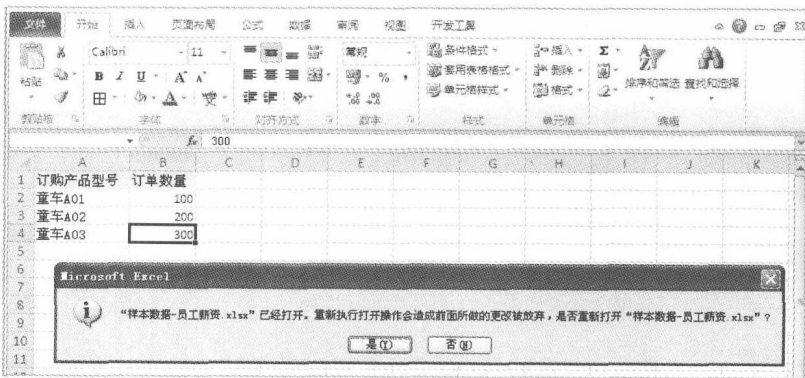 文件 开始 插入 页面布局 公式 数据 审阅 视图 开发工具
Calibri 11 常规 条件格式 插入 Σ
粘贴 B I U A A % , 套用表格格式 删除 排序和筛选 查找和选择
A 单元格样式 格式
剪贴板 字体 对齐方式 数字 样式 单元格 编辑
fx 300
A B C D E F G H I J K
1 订购产品型号 订单数量
2 童车A01 100
3 童车A02 200
4 童车A03 300
5
6
Microsoft Excel
7
8
“样本数据-员工薪资.xlsx”已经打开。重新执行打开操作会造成前面所做的更改被放弃，是否重新打开“样本数据-员工薪资.xlsx”?
9
10
是(Y) 否(N)
11